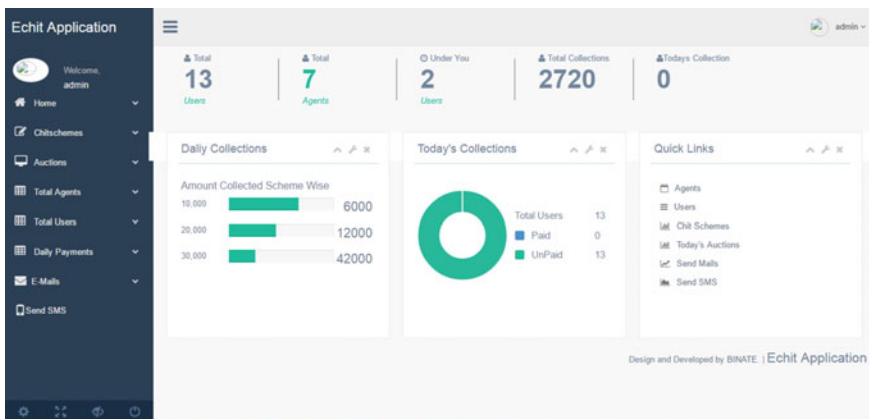 Echit Application
admin
Welcome,
admin
Home
Chitschemes
Auctions
Total Agents
Total Users
Daily Payments
E-Mails
Send SMS
Total
13
Users
Total
7
Agents
Under You
2
Users
Total Collections
2720
Todays Collection
0
Daliy Collections
Amount Collected Scheme Wise
10,000 6000
20,000 12000
30,000 42000
Today's Collections
Total Users 13
Paid 0
UnPaid 13
Quick Links
Agents
Users
Chit Schemes
Today's Auctions
Send Mails
Send SMS
Design and Developed by BINATE. | Echit Application